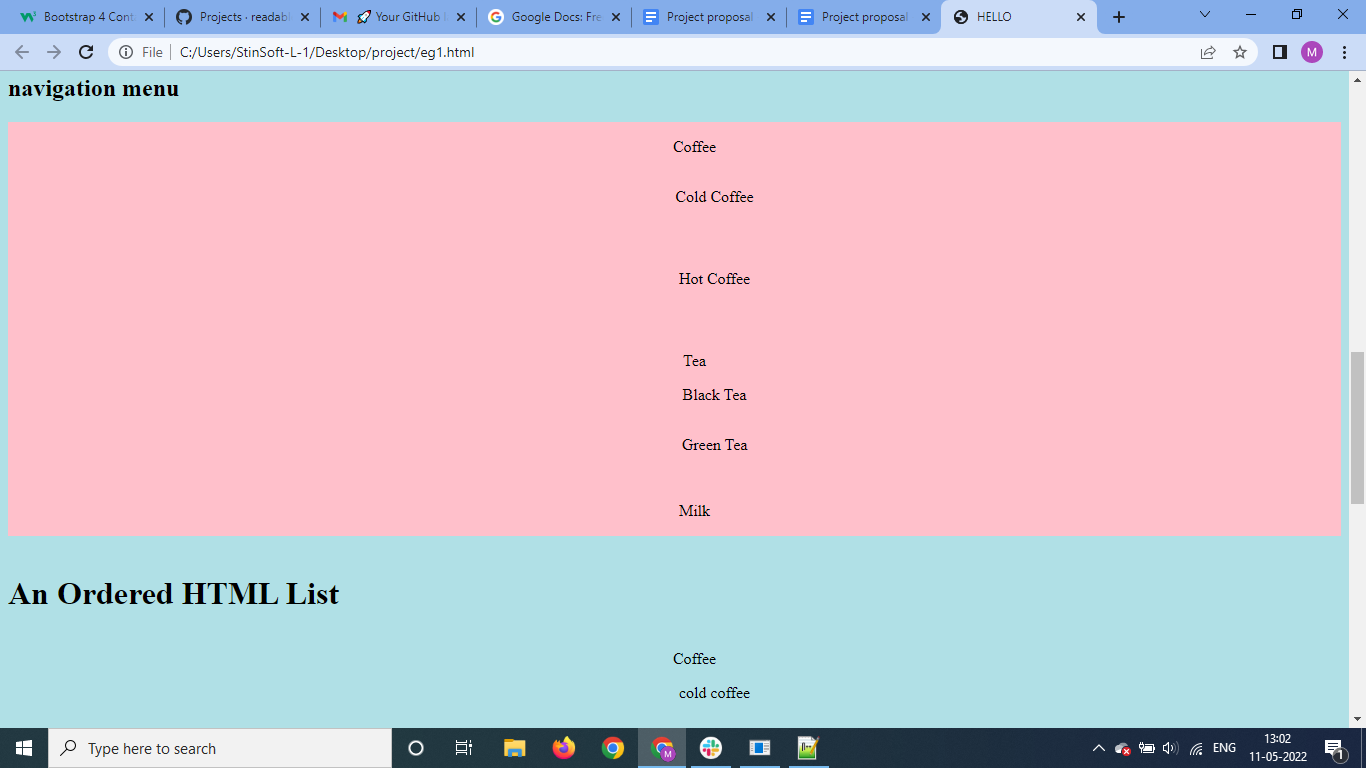 Bootstrap 4 Cont
Projects · readabl
Your GitHub
Google Docs: Fre
Project proposal
Project proposal
HELLO
File
C:/Users/StinSoft-L-1/Desktop/project/eg1.html
M
navigation menu
Coffee
Cold Coffee
Hot Coffee
Tea
Black Tea
Green Tea
Milk
An Ordered HTML List
Coffee
cold coffee
Type here to search
M
ENG
13:02
11-05-2022
1